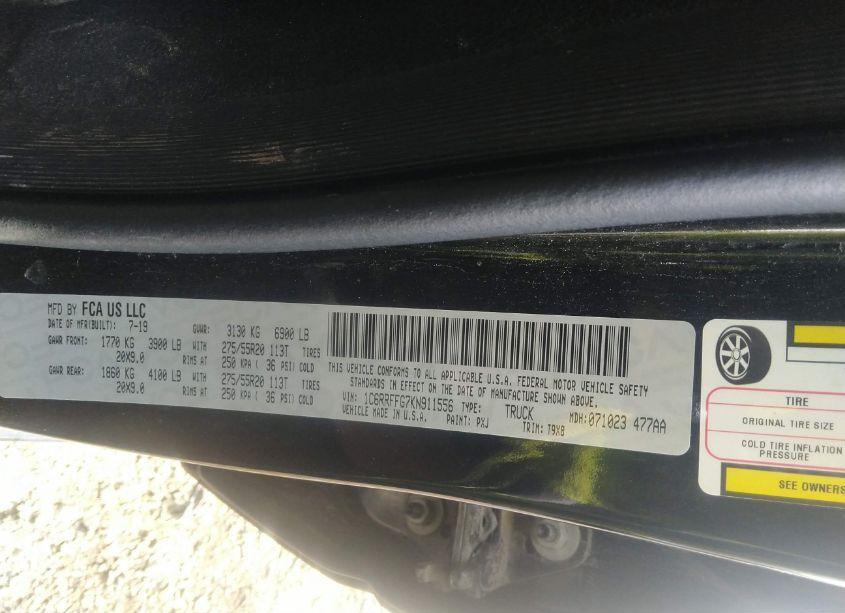 MFD BY FCA US LLC
DATE OF MFR(BUILT): 7-19 GVWR: 3130 KG 6900 LB
GAWR FRONT: 1770 KG 3900 LB WITH 275/55R20 113T TIRES
20X9.0 RIMS AT 250 KPA ( 36 PSI) COLD
GAWR REAR: 1860 KG 4100 LB WITH 275/55R20 113T TIRES
20X9.0 RIMS AT 250 KPA ( 36 PSI) COLD
THIS VEHICLE CONFORMS TO ALL APPLICABLE U.S.A. FEDERAL MOTOR VEHICLE SAFETY
STANDARDS IN EFFECT ON THE DATE OF MANUFACTURE SHOWN ABOVE.
VIN: 1C6RRFFG7KN911556 TYPE: TRUCK MDH: 071023 477AA
VEHICLE MADE IN U.S.A. PAINT: PXJ TRIM: T9X8
TIRE
ORIGINAL TIRE SIZE
COLD TIRE INFLATION
PRESSURE
SEE OWNERS